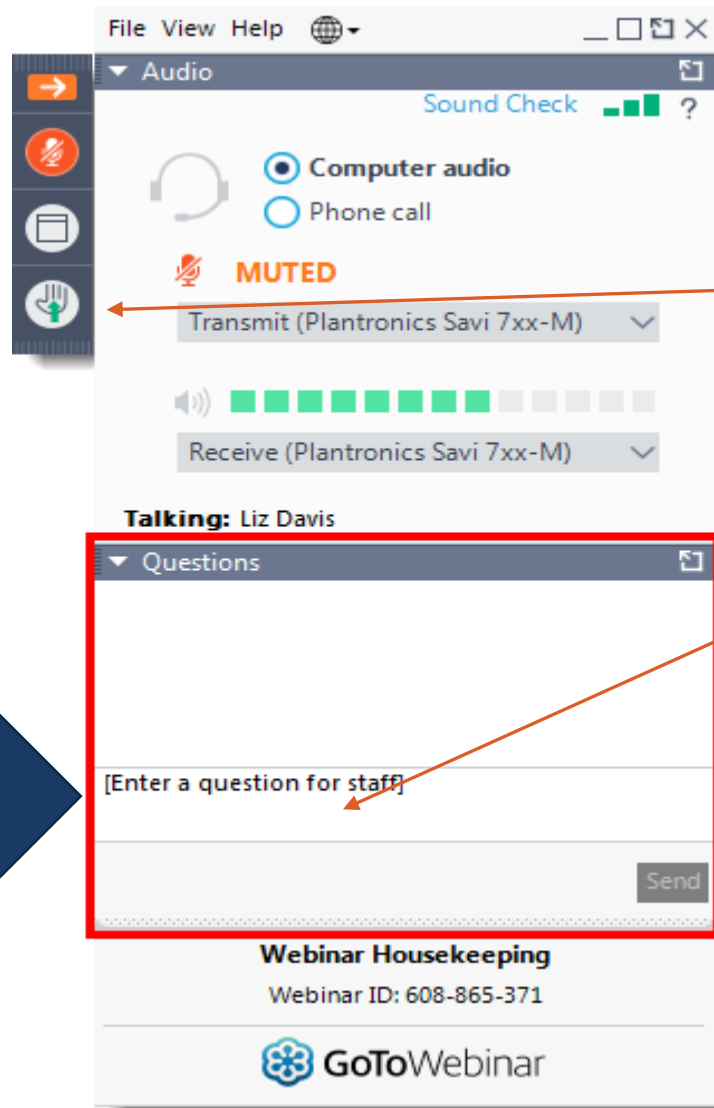 File View Help
Audio
Sound Check ?
Computer audio
Phone call
MUTED
Transmit (Plantronics Savi 7xx-M)
Receive (Plantronics Savi 7xx-M)
Talking: Liz Davis
Questions
[Enter a question for staff]
Send
Webinar Housekeeping
Webinar ID: 608-865-371
GoToWebinar